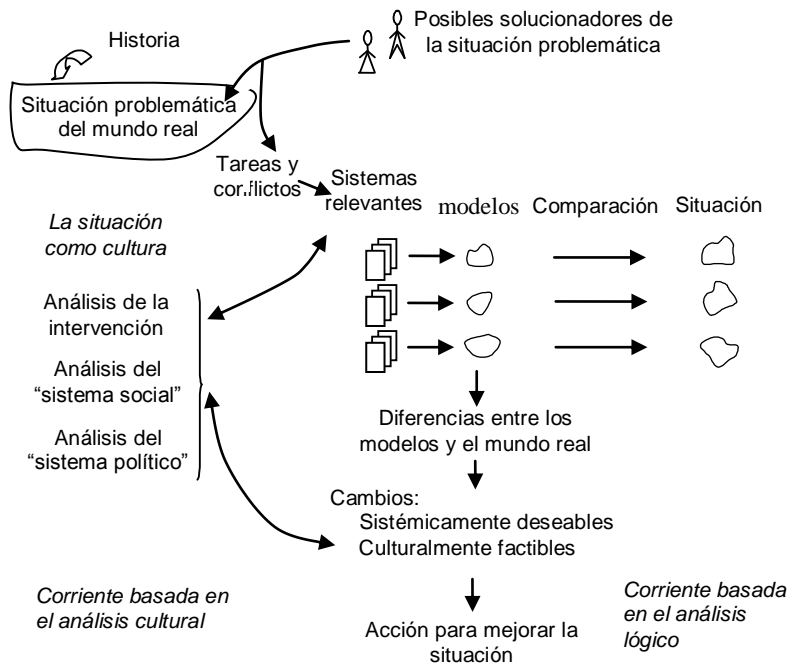 Historia
Posibles solucionadores de
la situación problemática
Situación problemática
del mundo real
Tareas y
conflictos
Sistemas
relevantes
modelos
Comparación
Situación
La situación
como cultura
Análisis de la
intervención
Análisis del
“sistema social”
Análisis del
“sistema político”
Diferencias entre los
modelos y el mundo real
Cambios:
Sistémicamente deseables
Culturalmente factibles
Corriente basada en
el análisis cultural
Corriente basada
en el análisis
lógico
Acción para mejorar la
situación